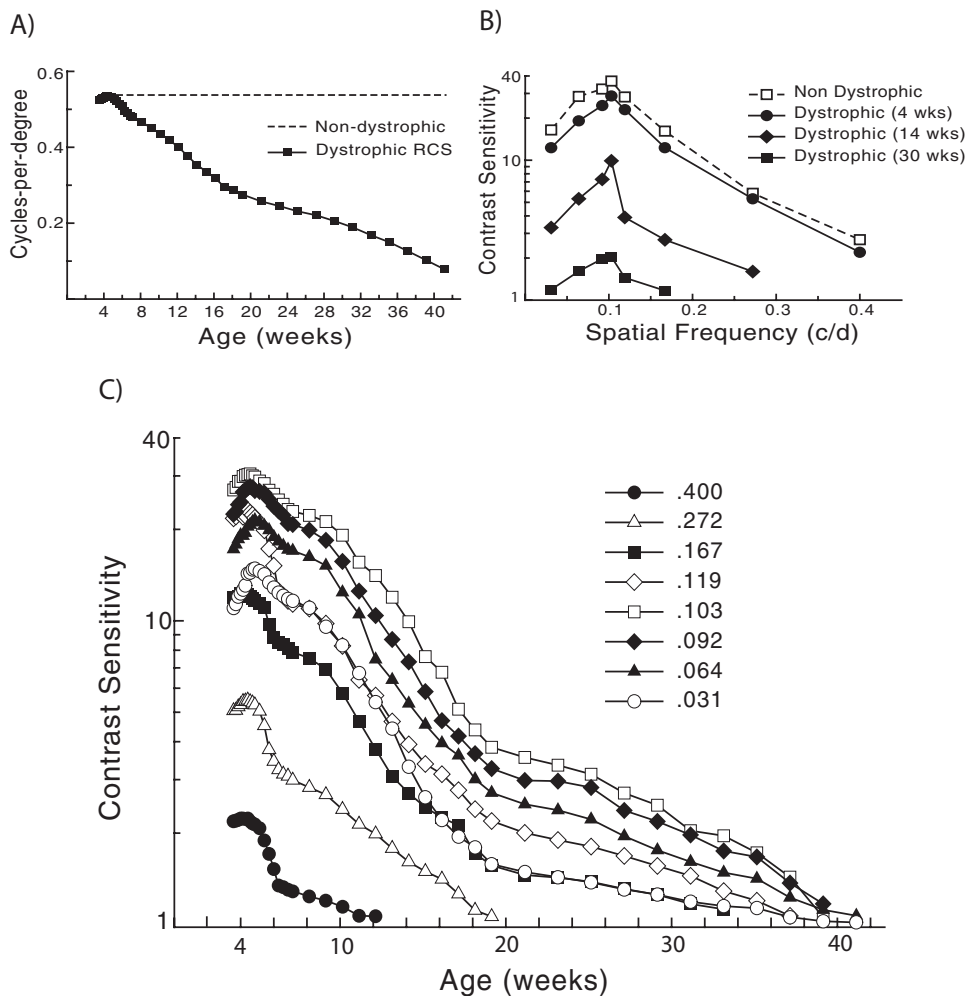 A)
0.6
0.4
0.2
Cycles-per-degree
Non-dystrophic
Dystrophic RCS
4 8 12 16 20 24 28 32 36 40
Age (weeks)
B)
40
10
1
Contrast Sensitivity
Non Dystrophic
Dystrophic (4 wks)
Dystrophic (14 wks)
Dystrophic (30 wks)
0.1 0.2 0.3 0.4
Spatial Frequency (c/d)
C)
40
10
1
Contrast Sensitivity
.400
.272
.167
.119
.103
.092
.064
.031
4 10 20 30 40
Age (weeks)